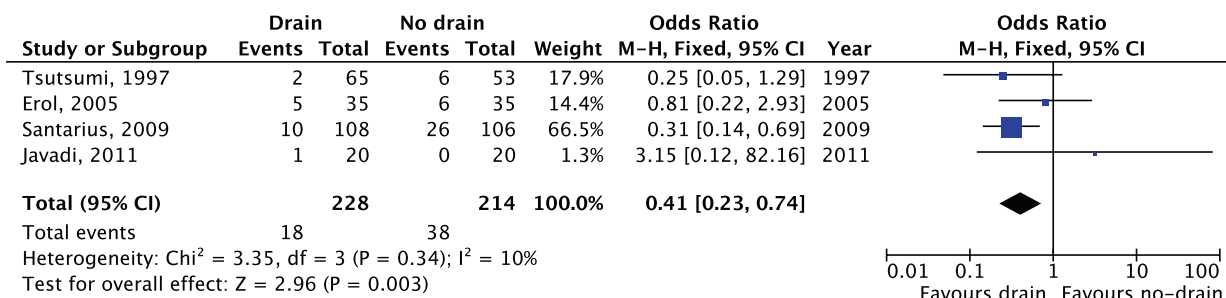 Drain No drain Odds Ratio Odds Ratio
Study or Subgroup Events Total Events Total Weight M-H, Fixed, 95% CI Year M-H, Fixed, 95% CI
Tsutsumi, 1997 2 65 6 53 17.9% 0.25 [0.05, 1.29] 1997
Erol, 2005 5 35 6 35 14.4% 0.81 [0.22, 2.93] 2005
Santarius, 2009 10 108 26 106 66.5% 0.31 [0.14, 0.69] 2009
Javadi, 2011 1 20 0 20 1.3% 3.15 [0.12, 82.16] 2011
Total (95% CI) 228 214 100.0% 0.41 [0.23, 0.74]
Total events 18 38
Heterogeneity: Chi² = 3.35, df = 3 (P = 0.34); I² = 10%
Test for overall effect: Z = 2.96 (P = 0.003)
0.01 0.1 1 10 100
Favours drain Favours no-drain